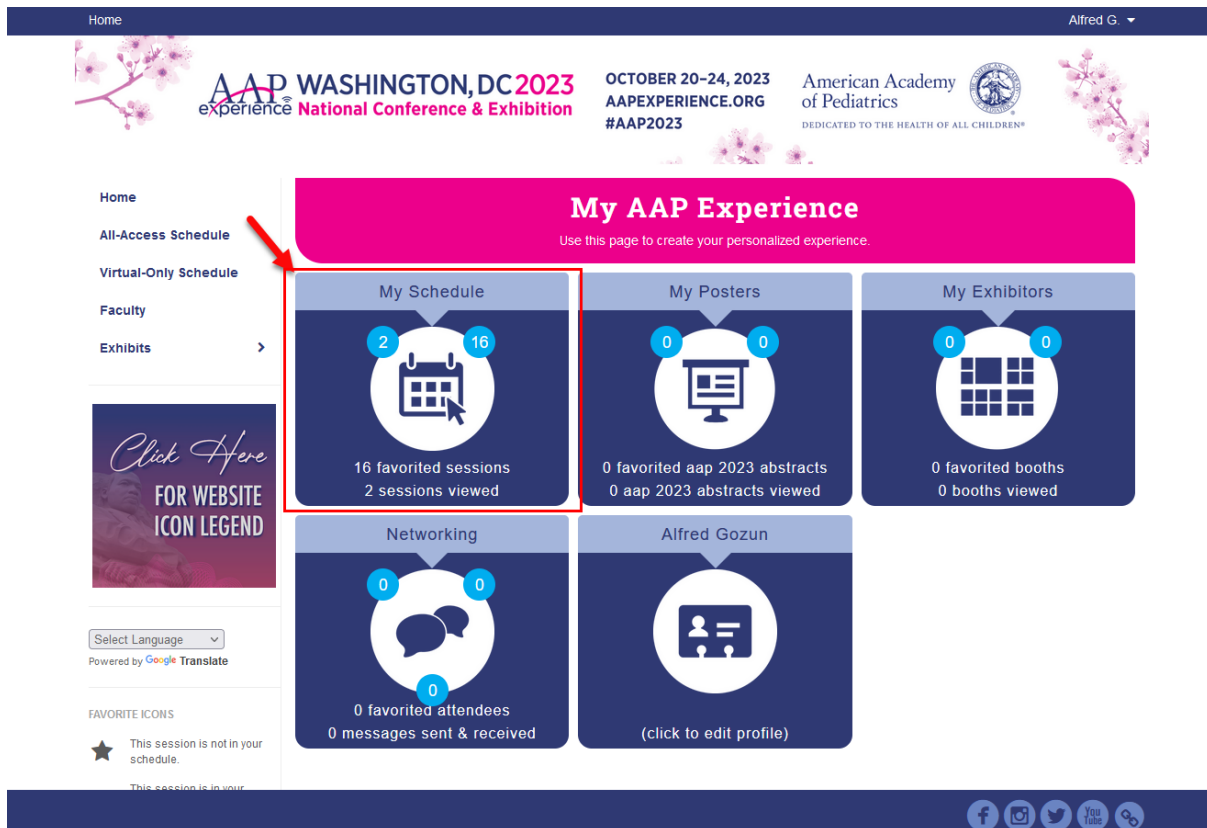 Home
Alfred G.
AAP experience
WASHINGTON, DC 2023
National Conference & Exhibition
OCTOBER 20–24, 2023
AAPEXPERIENCE.ORG
#AAP2023
American Academy
of Pediatrics
DEDICATED TO THE HEALTH OF ALL CHILDREN®
Home
All-Access Schedule
Virtual-Only Schedule
Faculty
Exhibits
Click Here
FOR WEBSITE
ICON LEGEND
Select Language
Powered by Google Translate
FAVORITE ICONS
This session is not in your
schedule.
This session is in your
My AAP Experience
Use this page to create your personalized experience.
My Schedule
2 16
16 favorited sessions
2 sessions viewed
My Posters
0 0
0 favorited aap 2023 abstracts
0 aap 2023 abstracts viewed
My Exhibitors
0 0
0 favorited booths
0 booths viewed
Networking
0 0
0
0 favorited attendees
0 messages sent & received
Alfred Gozun
(click to edit profile)
You
Tube